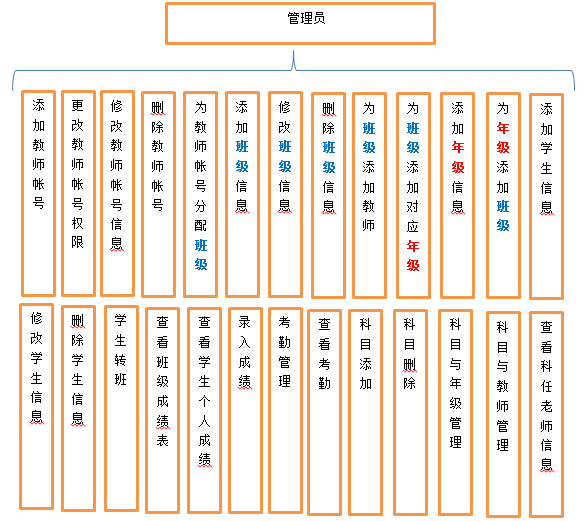 管理员
添加教师帐号
更改教师帐号权限
修改教师帐号信息
删除教师帐号
为教师帐号分配班级
添加班级信息
修改班级信息
删除班级信息
为班级添加教师
为班级添加对应年级
添加年级信息
为年级添加班级
添加学生信息
修改学生信息
删除学生信息
学生转班
查看班级成绩表
查看学生个人成绩
录入成绩
考勤管理
查看考勤
科目添加
科目删除
科目与年级管理
科目与教师管理
查看科任老师信息